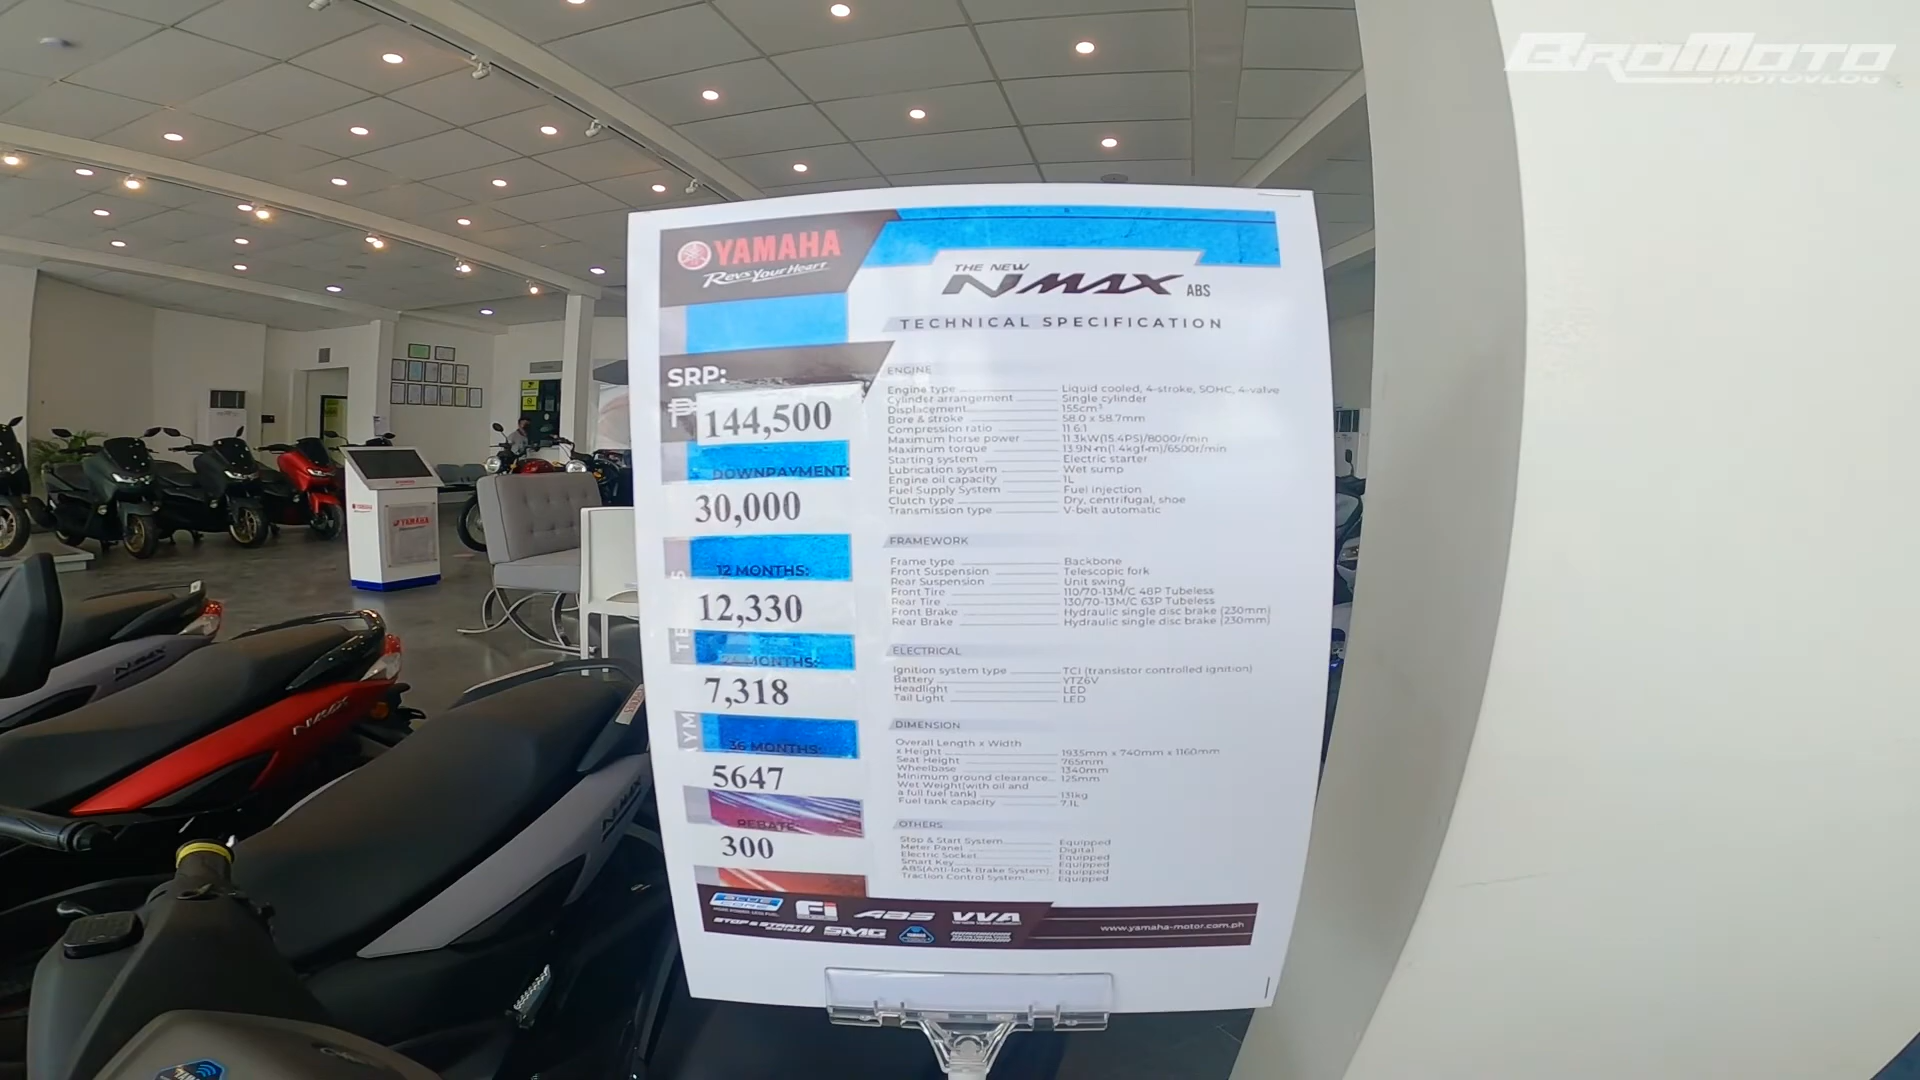 BROMOTO
MOTOVLOG
YAMAHA
Revs Your Heart
THE NEW
NMAX ABS
TECHNICAL SPECIFICATION
SRP:
144,500
DOWNPAYMENT:
30,000
12 MONTHS:
12,330
24 MONTHS:
7,318
36 MONTHS:
5647
REBATE:
300
ENGINE
Engine type Liquid cooled, 4-stroke, SOHC, 4-valve
Cylinder arrangement Single cylinder
Displacement 155cm³
Bore & stroke 58.0 x 58.7mm
Compression ratio 11.6:1
Maximum horse power 11.3kW(15.4PS)/8000r/min
Maximum torque 13.9N-m(1.4kgf-m)/6500r/min
Starting system Electric starter
Lubrication system Wet sump
Engine oil capacity 1L
Fuel Supply System Fuel injection
Clutch type Dry, centrifugal, shoe
Transmission type V-belt automatic
FRAMEWORK
Frame type Backbone
Front Suspension Telescopic fork
Rear Suspension Unit swing
Front Tire 110/70-13M/C 48P Tubeless
Rear Tire 130/70-13M/C 63P Tubeless
Front Brake Hydraulic single disc brake (230mm)
Rear Brake Hydraulic single disc brake (230mm)
ELECTRICAL
Ignition system type TCI (transistor controlled ignition)
Battery YTZ6V
Headlight LED
Tail Light LED
DIMENSION
Overall Length x Width
x Height 1935mm x 740mm x 1160mm
Seat Height 765mm
Wheelbase 1340mm
Minimum ground clearance 125mm
Wet Weight(with oil and
a full fuel tank) 131kg
Fuel tank capacity 7.1L
OTHERS
Stop & Start System Equipped
Meter Panel Digital
Electric Socket Equipped
Smart Key Equipped
ABS(Anti-lock Brake System) Equipped
Traction Control System Equipped
BLUE CORE
Fi
ABS
VVA
STOP & START SYSTEM
SMG
www.yamaha-motor.com.ph
YAMAHA
NMAX
NMAX
NMAX